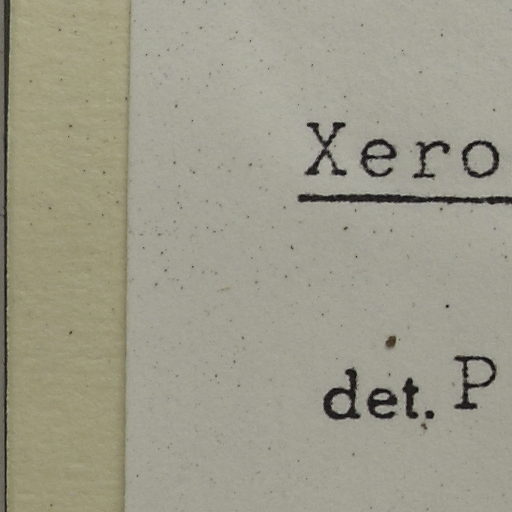 Xero
det. P